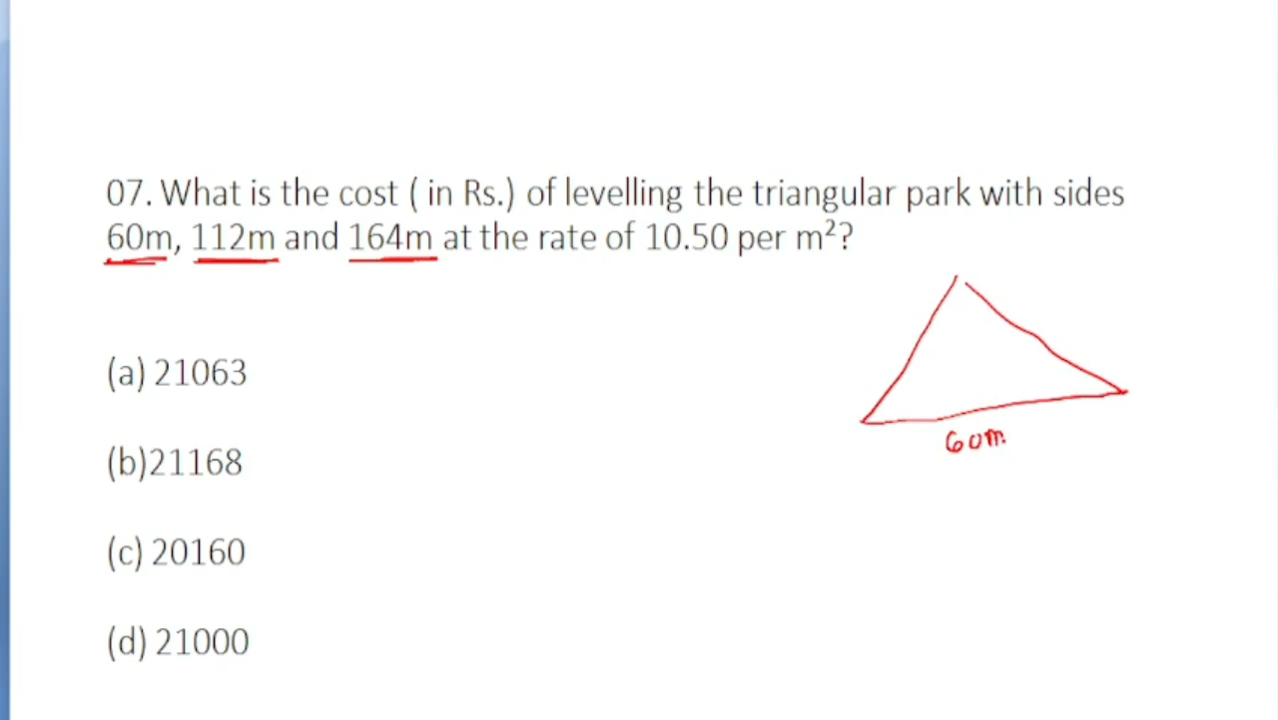 07. What is the cost ( in Rs.) of levelling the triangular park with sides
60m, 112m and 164m at the rate of 10.50 per m²?
60m
(a) 21063
(b)21168
(c) 20160
(d) 21000